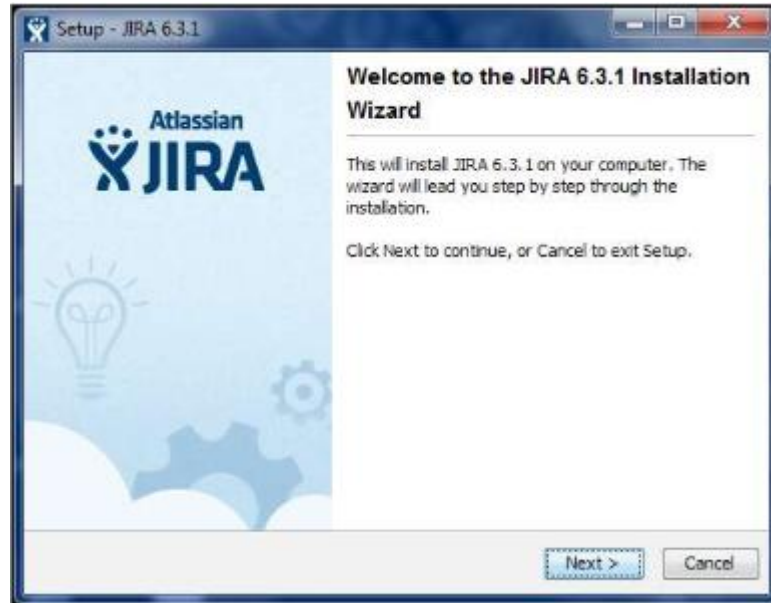 Setup - JIRA 6.3.1
Atlassian
JIRA
Welcome to the JIRA 6.3.1 Installation
Wizard
This will install JIRA 6.3.1 on your computer. The
wizard will lead you step by step through the
installation.
Click Next to continue, or Cancel to exit Setup.
Next >
Cancel